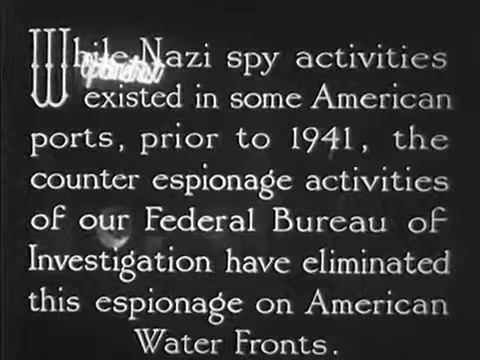 While Nazi spy activities
existed in some American
ports, prior to 1941, the
counter espionage activities
of our Federal Bureau of
Investigation have eliminated
this espionage on American
Water Fronts.